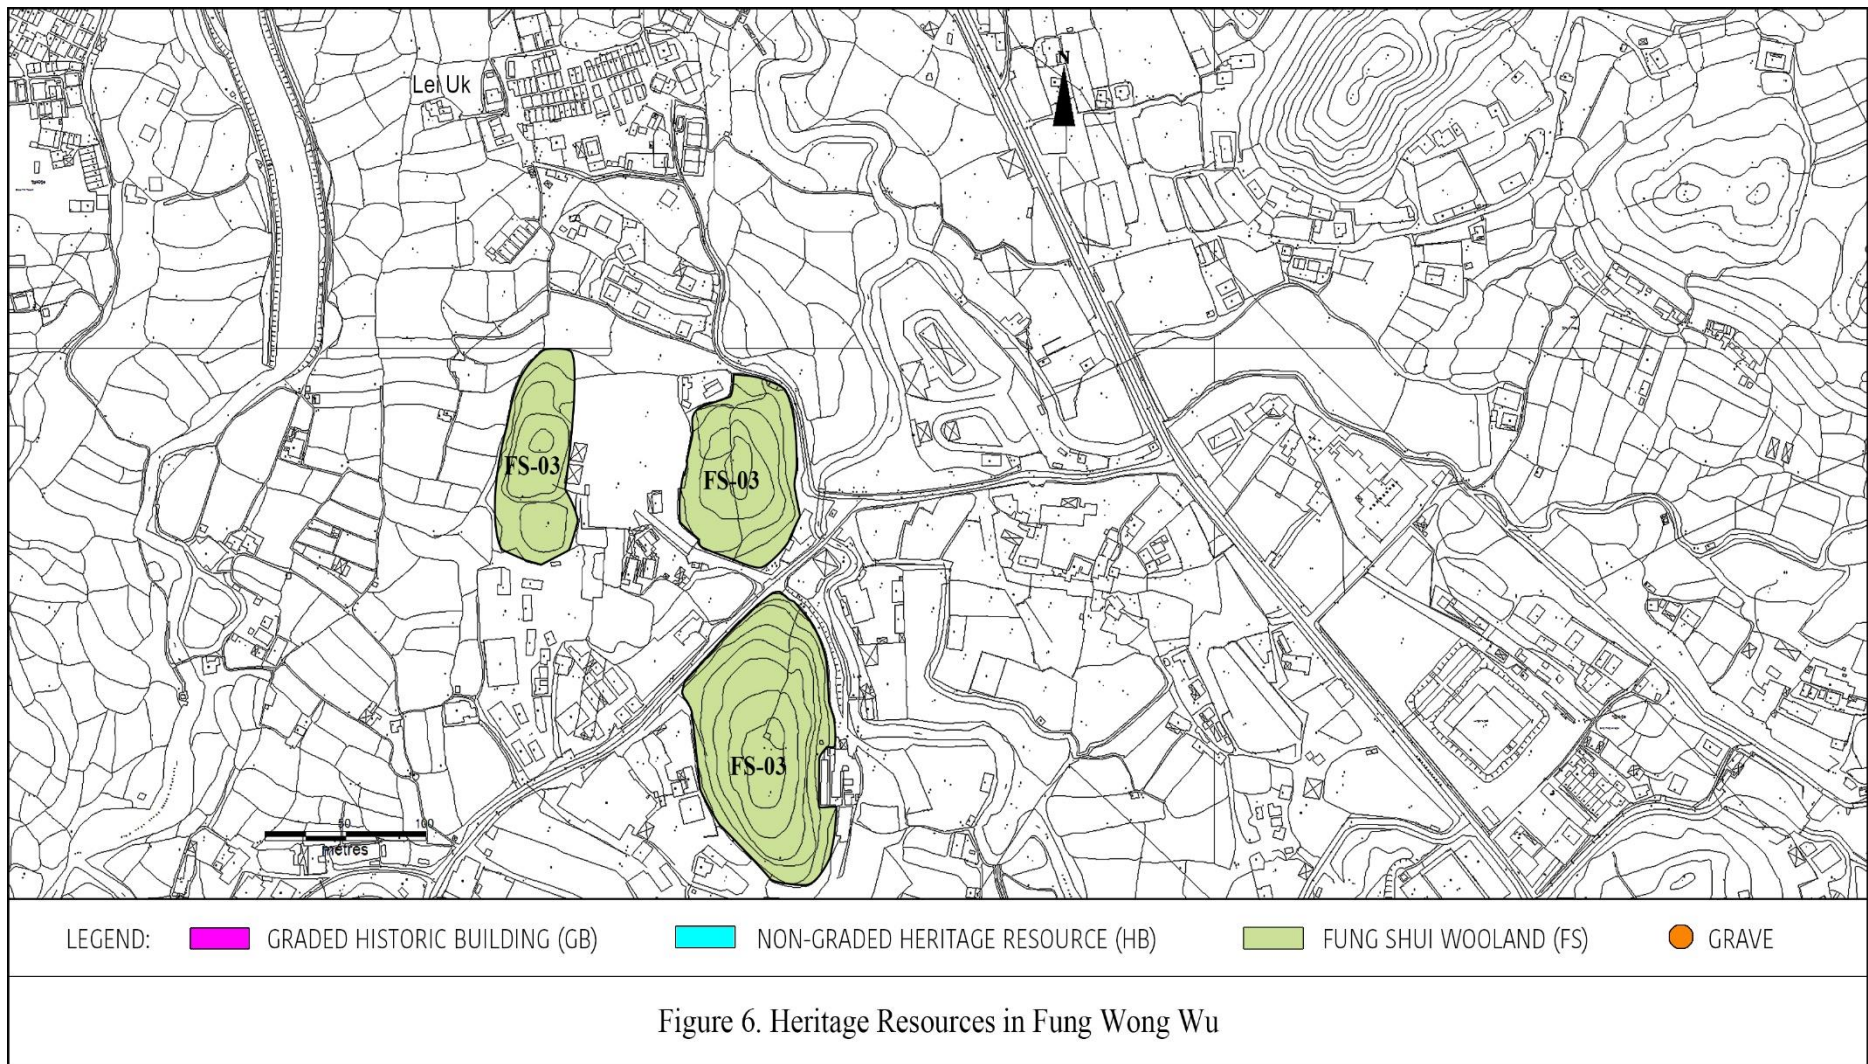 Lei Uk
N
FS-03
FS-03
FS-03
50 100
metres
LEGEND: GRADED HISTORIC BUILDING (GB) NON-GRADED HERITAGE RESOURCE (HB) FUNG SHUI WOOLAND (FS) GRAVE
Figure 6. Heritage Resources in Fung Wong Wu